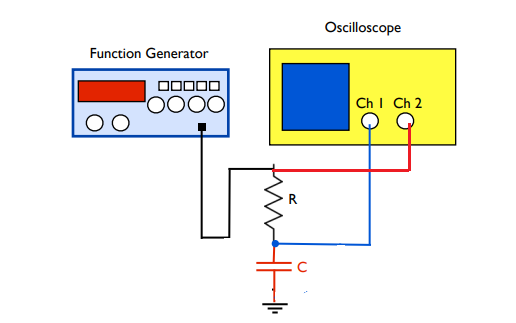 Oscilloscope
Function Generator
Ch 1 Ch 2
R
C